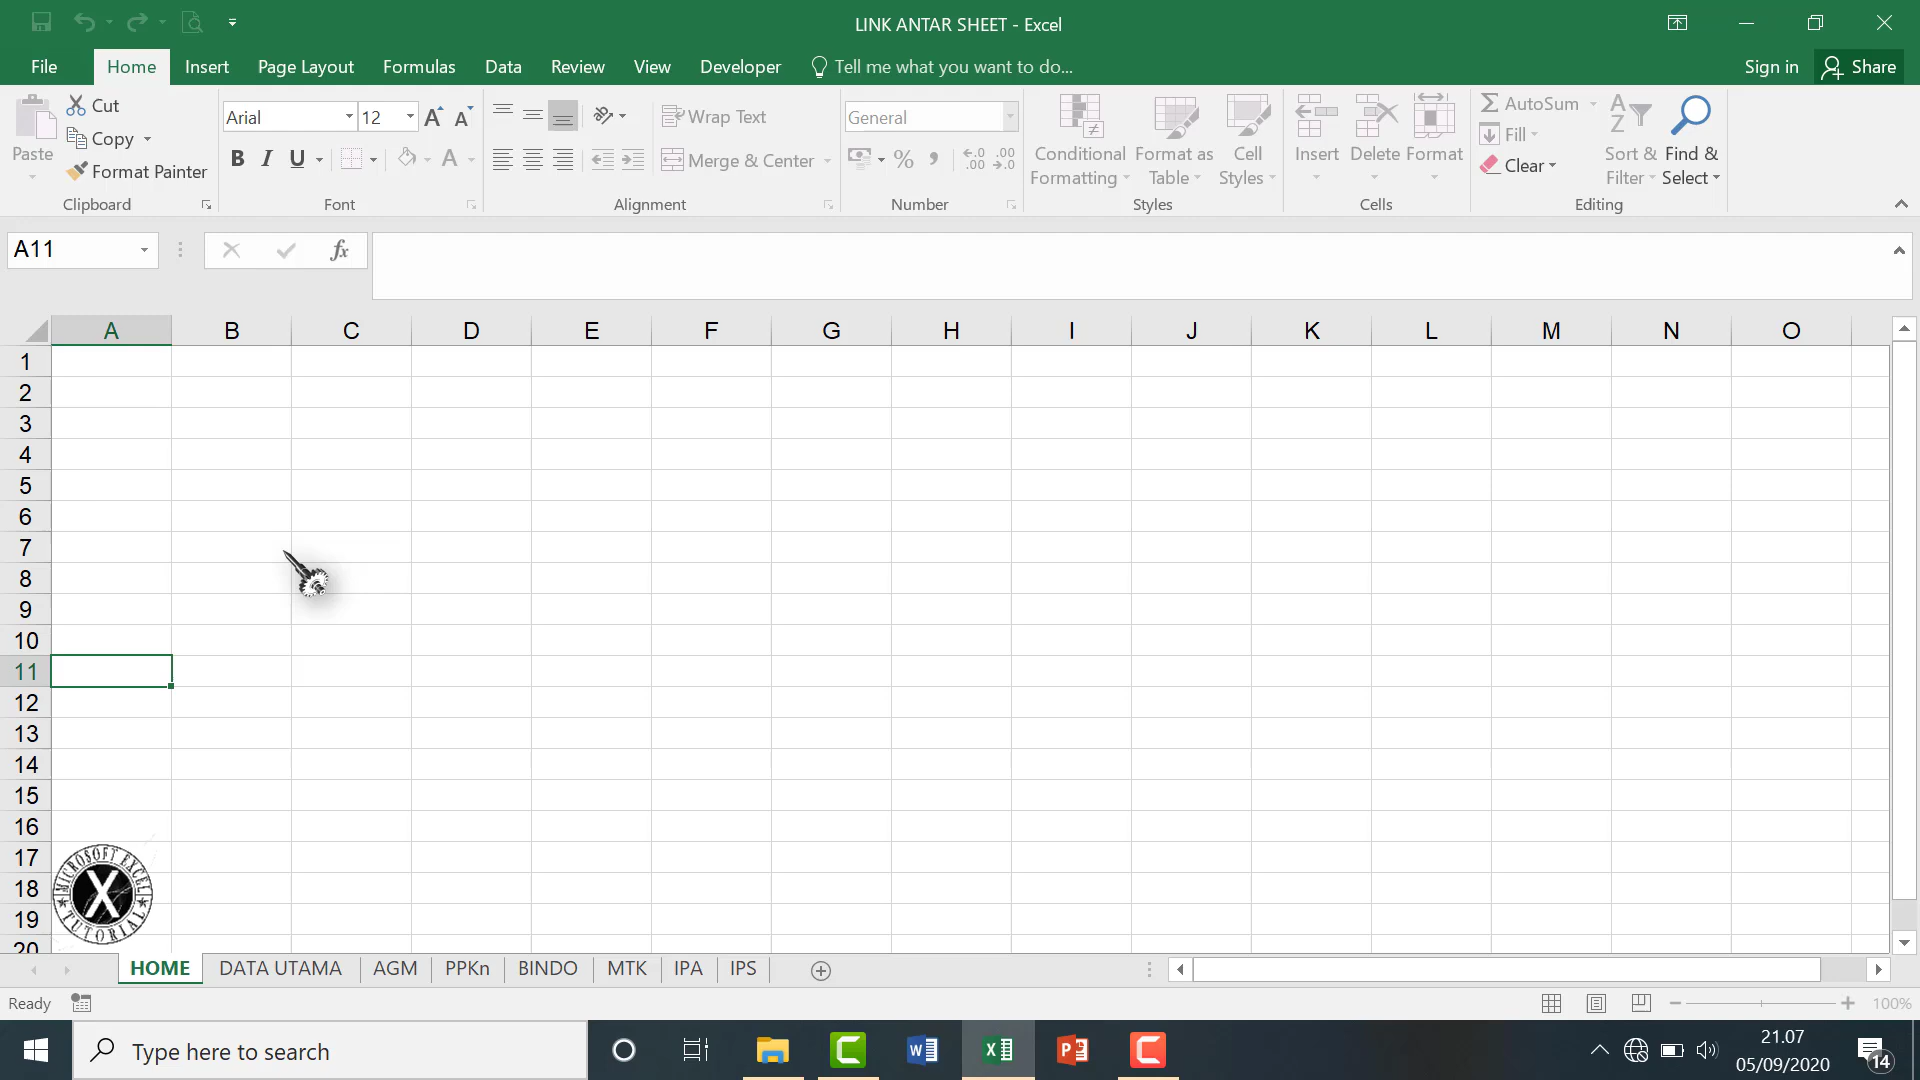 LINK ANTAR SHEET - Excel
File Home Insert Page Layout Formulas Data Review View Developer Tell me what you want to do... Sign in Share
Paste
Cut
Copy
Format Painter
Clipboard
Arial 12
B I U
Font
Wrap Text
Merge & Center
Alignment
General
% , .0 .00 .00 .0
Number
Conditional Formatting
Format as Table
Cell Styles
Styles
Insert Delete Format
Cells
AutoSum
Fill
Clear
Sort & Filter
Find & Select
Editing
A11 fx
A B C D E F G H I J K L M N O
1
2
3
4
5
6
7
8
9
10
11
12
13
14
15
16
17
18
19
20
MICROSOFT EXCEL
X
TUTORIAL
HOME DATA UTAMA AGM PPKn BINDO MTK IPA IPS
Ready 100%
Type here to search
21.07
05/09/2020
14